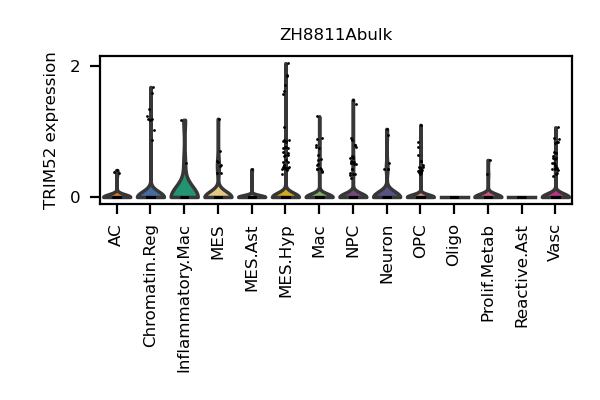 ZH8811Abulk
TRIM52 expression
2
0
AC
Chromatin.Reg
Inflammatory.Mac
MES
MES.Ast
MES.Hyp
Mac
NPC
Neuron
OPC
Oligo
Prolif.Metab
Reactive.Ast
Vasc